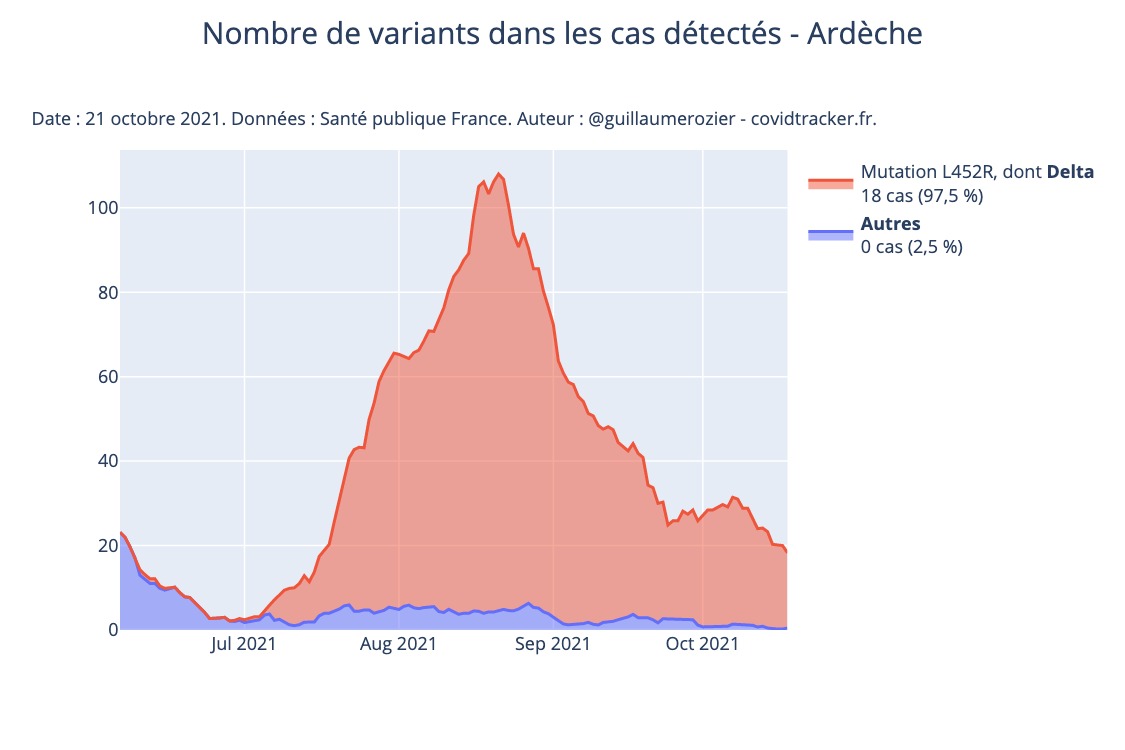 Nombre de variants dans les cas détectés - Ardèche
Date : 21 octobre 2021. Données : Santé publique France. Auteur : @guillaumerozier - covidtracker.fr.
Mutation L452R, dont Delta
18 cas (97,5 %)
Autres
0 cas (2,5 %)
100
80
60
40
20
0
Jul 2021 Aug 2021 Sep 2021 Oct 2021